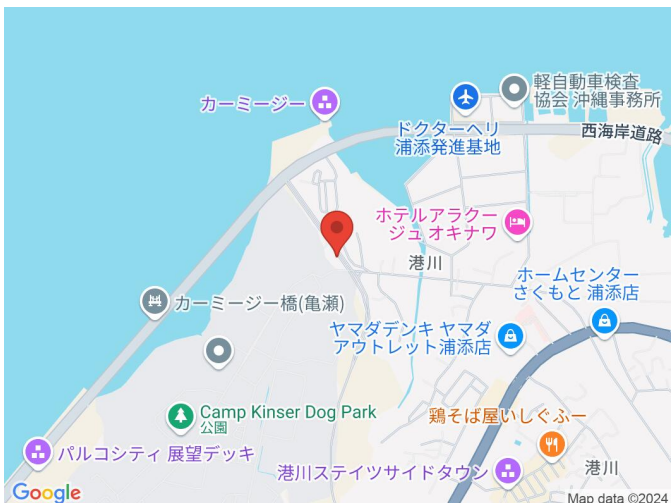 カーミージー
軽自動車検査
協会 沖縄事務所
ドクターヘリ
浦添発進基地
西海岸道路
ホテルアラクー
ジュ オキナワ
港川
ホームセンター
さくもと 浦添店
カーミージー橋(亀瀬)
ヤマダデンキ ヤマダ
アウトレット浦添店
Camp Kinser Dog Park
公園
鶏そば屋いしぐふー
パルコシティ 展望デッキ
港川ステイツサイドタウン
港川
Google
Map data ©2024